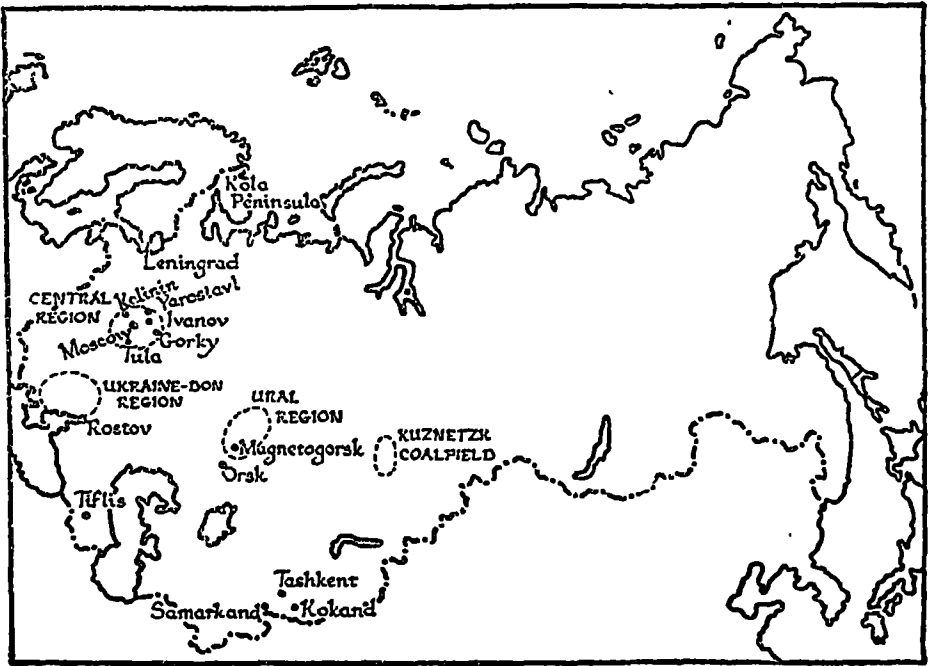 Kola
Peninsula
Leningrad
CENTRAL
REGION
Kalinin
Yaroslavl
Ivanov
Moscow
Gorky
Tula
UKRAINE-DON
REGION
Rostov
URAL
REGION
Magnetogorsk
Orsk
KUZNETZK
COALFIELD
Tiflis
Tashkent
Samarkand
Kokand